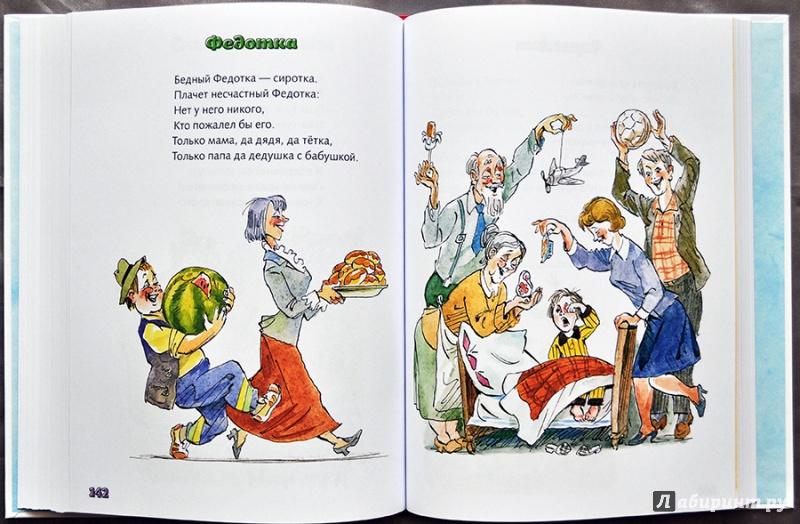 Федотка
Бедный Федотка — сиротка.
Плачет несчастный Федотка:
Нет у него никого,
Кто пожалел бы его.
Только мама, да дядя, да тётка,
Только папа да дедушка с бабушкой.
142
Лабиринт.ру